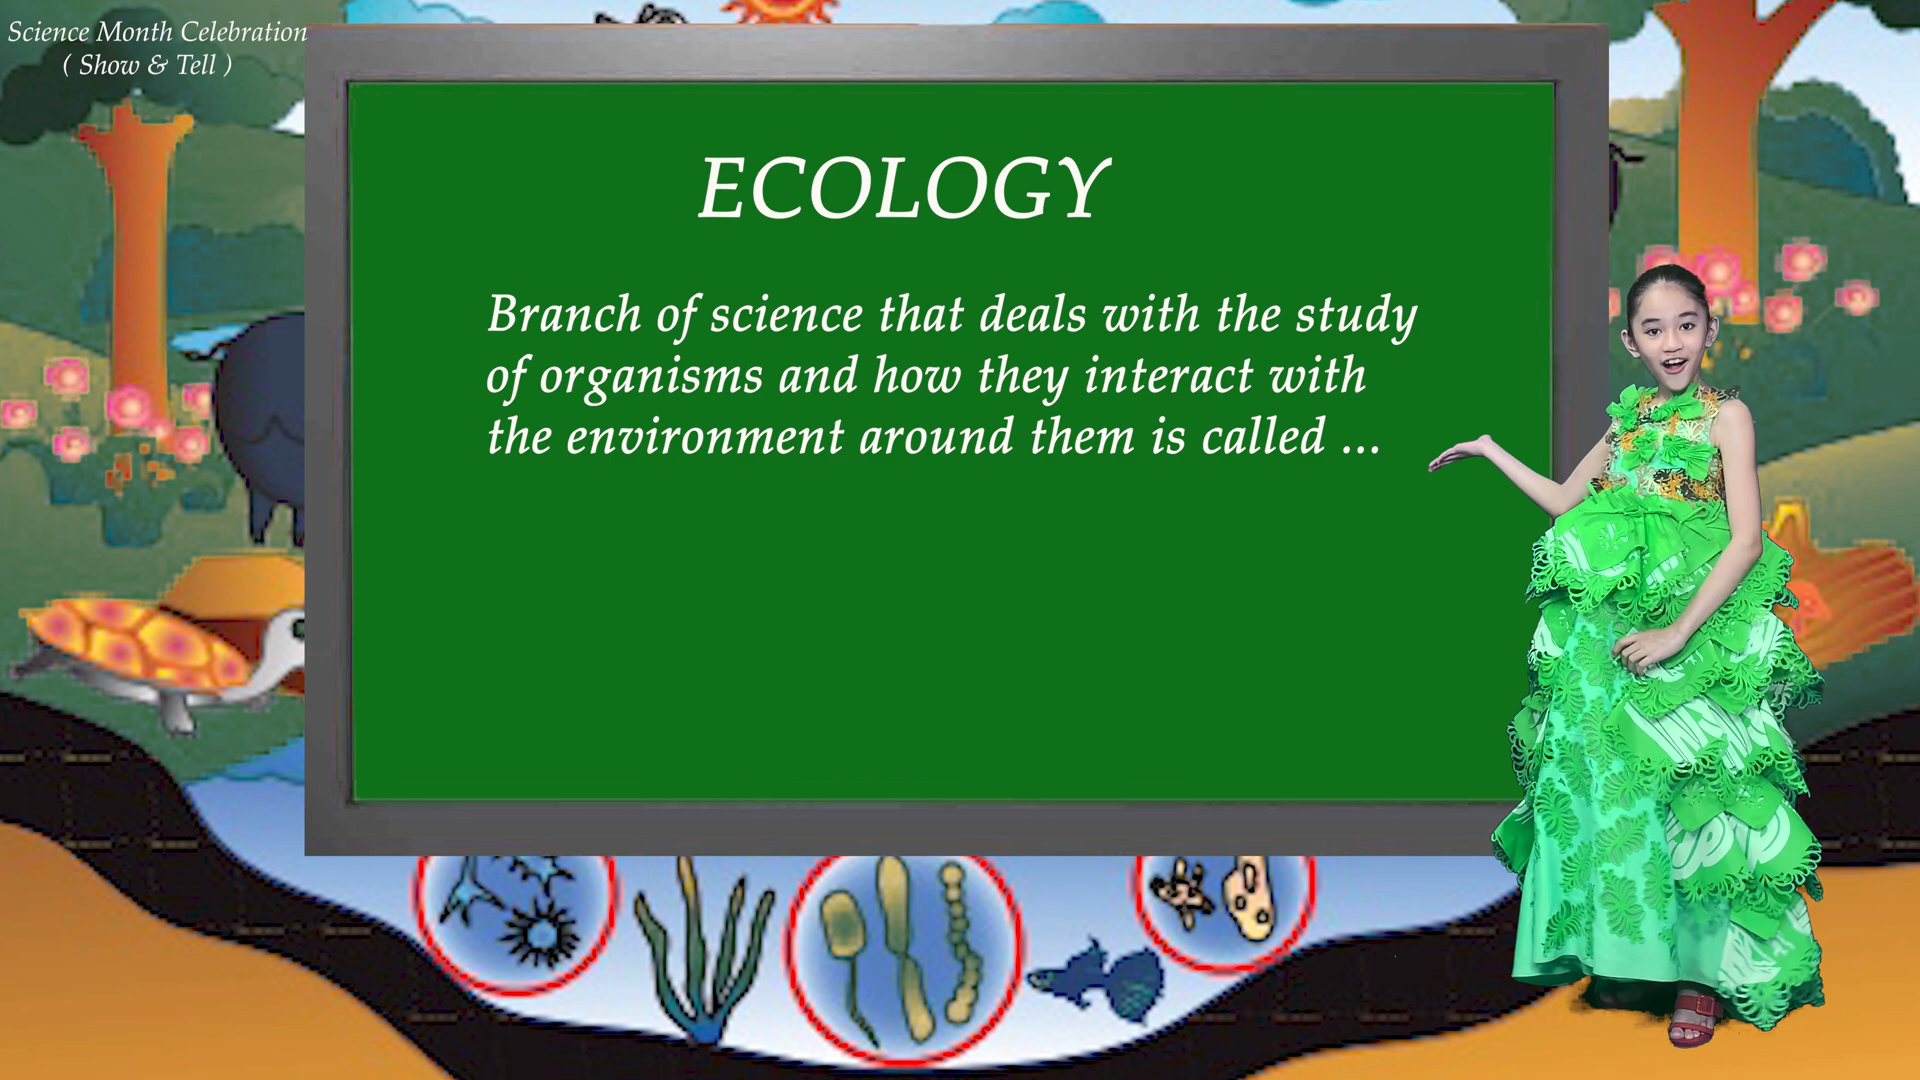 Science Month Celebration
( Show & Tell )
ECOLOGY
Branch of science that deals with the study
of organisms and how they interact with
the environment around them is called ...